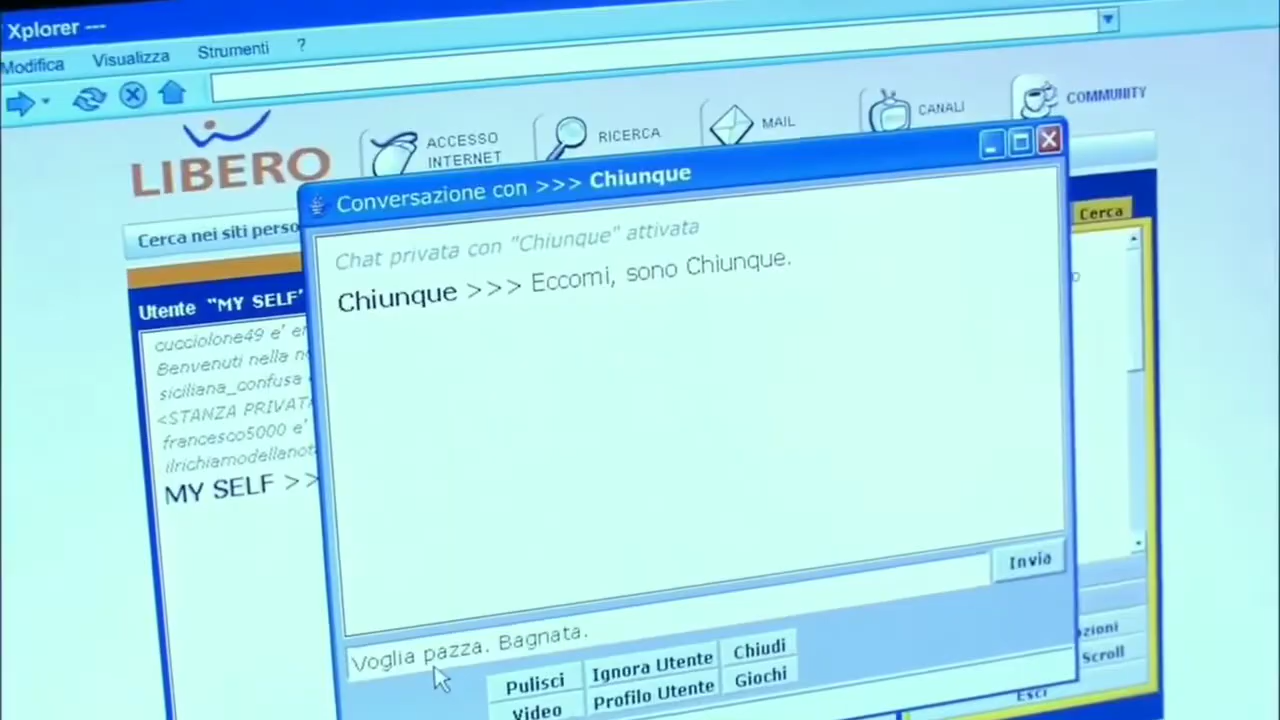 Xplorer ---
Modifica Visualizza Strumenti ?
LIBERO
ACCESSO
INTERNET
RICERCA
MAIL
CANALI
COMMUNITY
Cerca nei siti
Cerca
Utente "MY SELF"
cucciolone49 e'
Benvenuti nella
siciliana_confusa
<STANZA
francesco5000 e'
MY SELF >>
Conversazione con >>> Chiunque
Chat privata con "Chiunque" attivata
Chiunque >>> Eccomi, sono Chiunque.
Invia
Voglia pazza. Bagnata.
Pulisci Ignora Utente Chiudi
Video Profilo Utente Giochi
Scroll
Esci